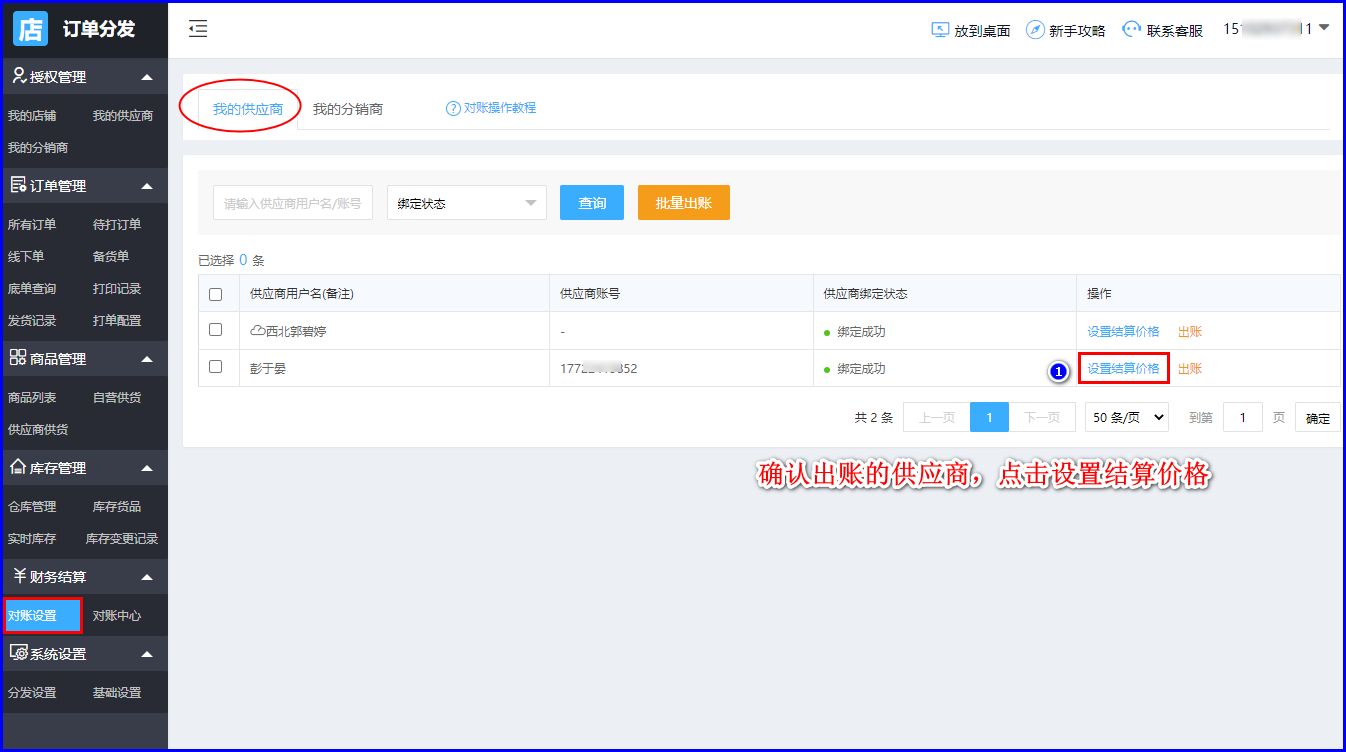 店 订单分发
放到桌面 新手攻略 联系客服 15 11
授权管理
我的店铺 我的供应商
我的分销商
订单管理
所有订单 待打订单
线下单 备货单
底单查询 打印记录
发货记录 打单配置
商品管理
商品列表 自营供货
供应商供货
库存管理
仓库管理 库存货品
实时库存 库存变更记录
¥ 财务结算
对账设置 对账中心
系统设置
分发设置 基础设置
我的供应商 我的分销商 ? 对账操作教程
请输入供应商用户名/账号 绑定状态 查询 批量出账
已选择 0 条
供应商用户名(备注) 供应商账号 供应商绑定状态 操作
西北郭碧婷 - 绑定成功 设置结算价格 出账
彭于晏 1772 352 绑定成功 1 设置结算价格 出账
共 2 条 上一页 1 下一页 50 条/页 到第 1 页 确定
确认出账的供应商，点击设置结算价格